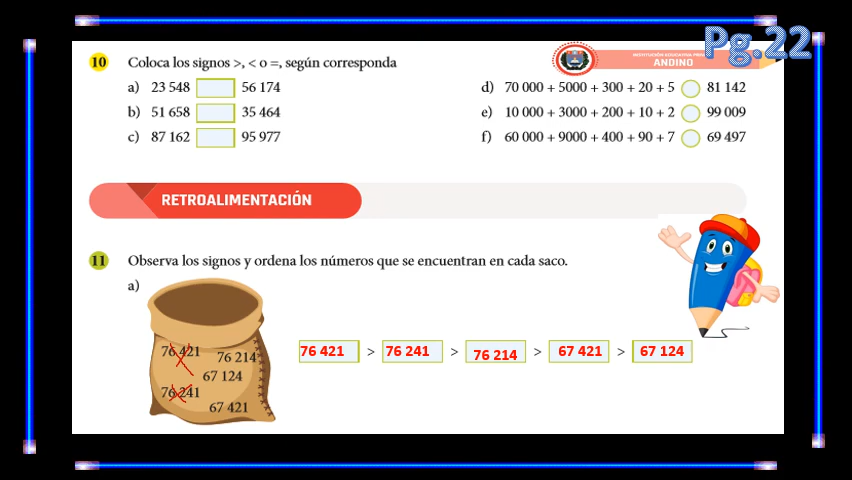 Pg.22
INSTITUCIÓN EDUCATIVA
ANDINO
10 Coloca los signos >, < o =, según corresponda
a) 23 548 56 174
b) 51 658 35 464
c) 87 162 95 977
d) 70 000 + 5000 + 300 + 20 + 5 81 142
e) 10 000 + 3000 + 200 + 10 + 2 99 009
f) 60 000 + 9000 + 400 + 90 + 7 69 497
RETROALIMENTACIÓN
11 Observa los signos y ordena los números que se encuentran en cada saco.
a)
76 421
76 214
67 124
76 241
67 421
76 421 > 76 241 > 76 214 > 67 421 > 67 124